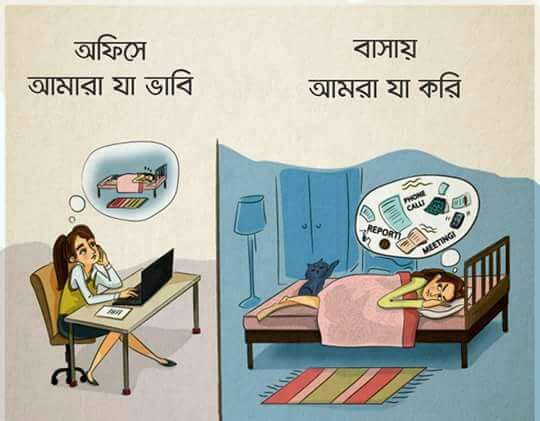 অফিসে
আমারা যা ভাবি
বাসায়
আমরা যা করি
PHONE
CALL!
REPORT!
MEETING!